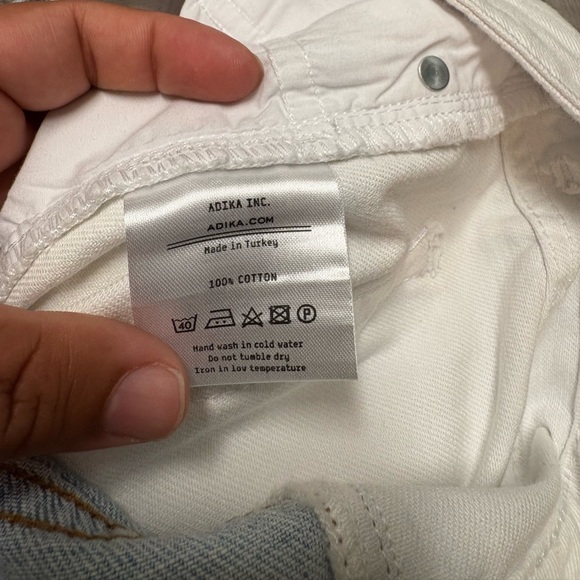 ADIKA INC.
ADIKA.COM
Made in Turkey
100% COTTON
40 P
Hand wash in cold water
Do not tumble dry
Iron in low temperature